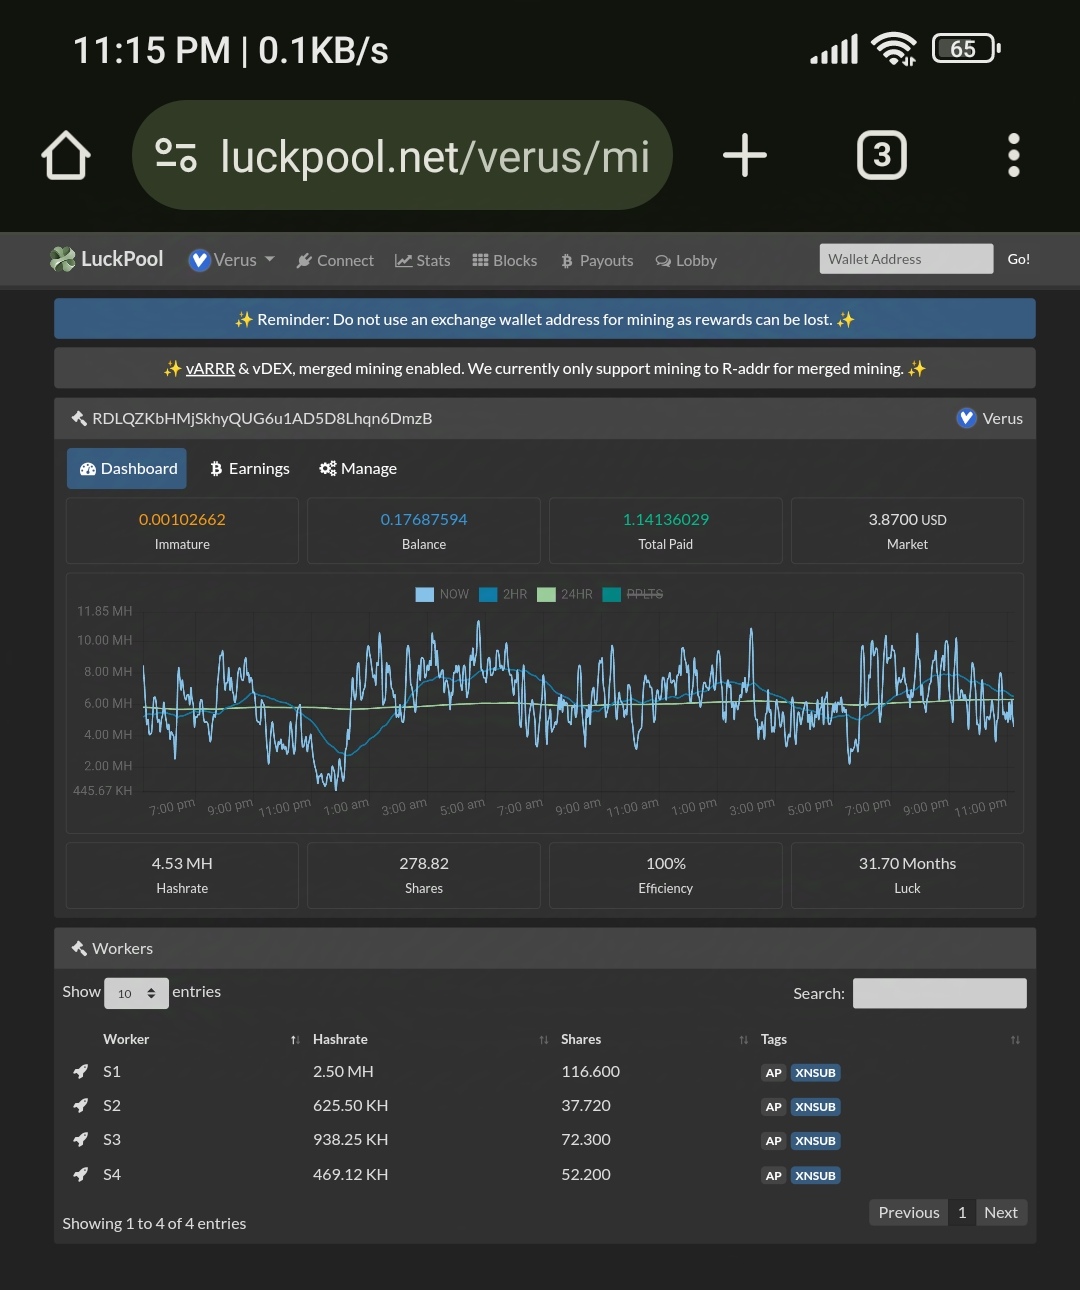 11:15 PM | 0.1KB/s 65
luckpool.net/verus/mi 3
LuckPool Verus Connect Stats Blocks Payouts Lobby Wallet Address Go!
✨ Reminder: Do not use an exchange wallet address for mining as rewards can be lost. ✨
✨ vARRR & vDEX, merged mining enabled. We currently only support mining to R-addr for merged mining. ✨
RDLQZKbHMjSkhyQUG6u1AD5D8Lhqn6DmzB Verus
Dashboard Earnings Manage
0.00102662 0.17687594 1.14136029 3.8700 USD
Immature Balance Total Paid Market
NOW 2HR 24HR PPLTS
11.85 MH
10.00 MH
8.00 MH
6.00 MH
4.00 MH
2.00 MH
445.67 KH
7:00 pm 9:00 pm 11:00 pm 1:00 am 3:00 am 5:00 am 7:00 am 9:00 am 11:00 am 1:00 pm 3:00 pm 5:00 pm 7:00 pm 9:00 pm 11:00 pm
4.53 MH 278.82 100% 31.70 Months
Hashrate Shares Efficiency Luck
Workers
Show 10 entries Search:
Worker Hashrate Shares Tags
S1 2.50 MH 116.600 AP XNSUB
S2 625.50 KH 37.720 AP XNSUB
S3 938.25 KH 72.300 AP XNSUB
S4 469.12 KH 52.200 AP XNSUB
Showing 1 to 4 of 4 entries Previous 1 Next